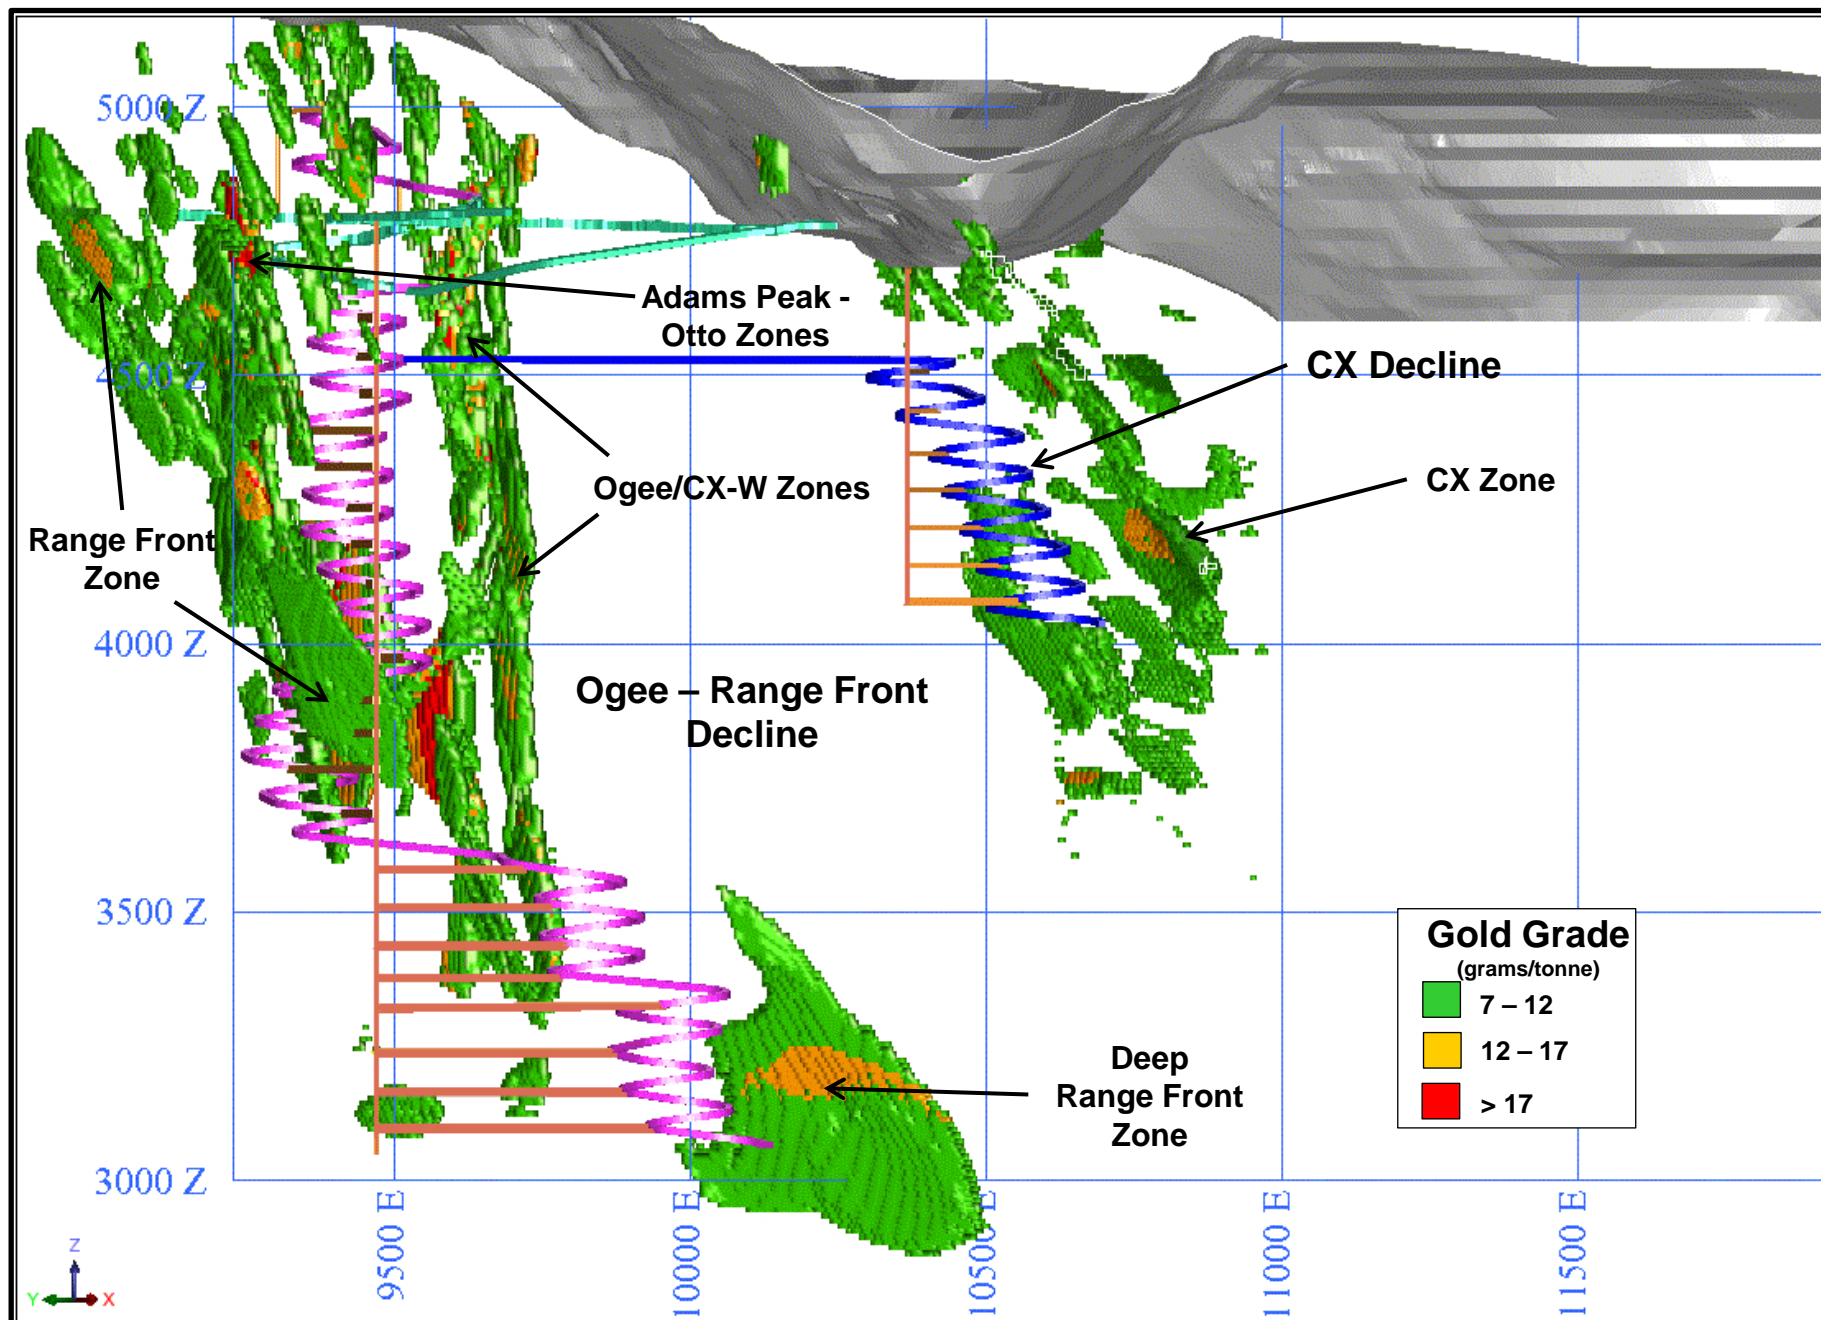 5000 Z
Adams Peak -
Otto Zones
4500 Z
CX Decline
Ogee/CX-W Zones
CX Zone
Range Front
Zone
4000 Z
Ogee – Range Front
Decline
3500 Z
Gold Grade
(grams/tonne)
7 – 12
12 – 17
> 17
Deep
Range Front
Zone
3000 Z
9500 E
10000 E
10500 E
11000 E
11500 E
Z
Y
X